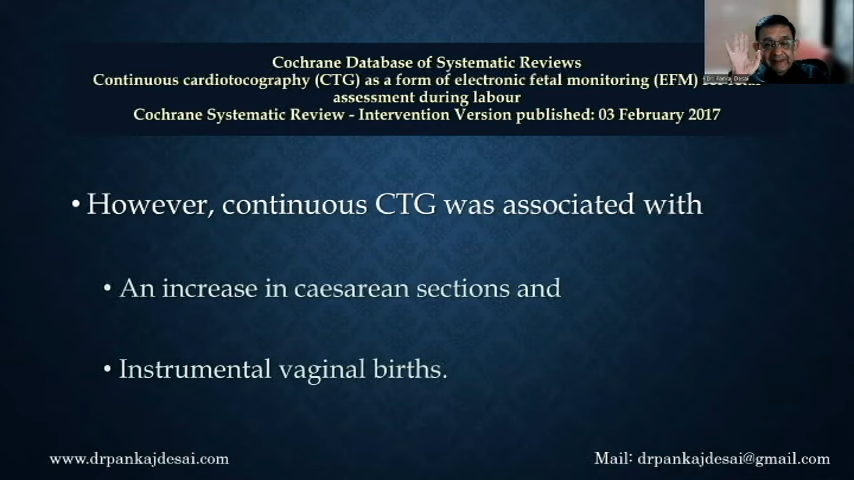 Cochrane Database of Systematic Reviews
Continuous cardiotocography (CTG) as a form of electronic fetal monitoring (EFM)
assessment during labour
Cochrane Systematic Review - Intervention Version published: 03 February 2017
• However, continuous CTG was associated with
• An increase in caesarean sections and
• Instrumental vaginal births.
www.drpankajdesai.com
Mail: drpankajdesai@gmail.com